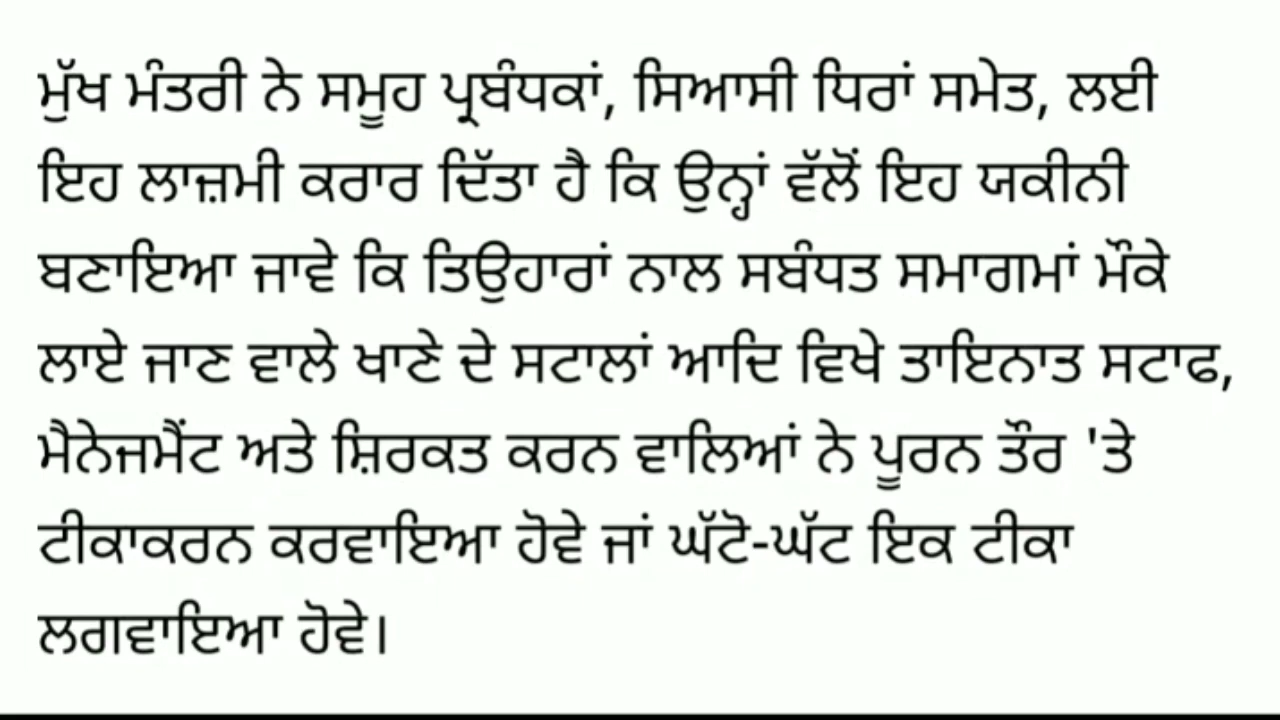 ਮੁੱਖ ਮੰਤਰੀ ਨੇ ਸਮੂਹ ਪ੍ਰਬੰਧਕਾਂ, ਸਿਆਸੀ ਧਿਰਾਂ ਸਮੇਤ, ਲਈ
ਇਹ ਲਾਜ਼ਮੀ ਕਰਾਰ ਦਿੱਤਾ ਹੈ ਕਿ ਉਨ੍ਹਾਂ ਵੱਲੋਂ ਇਹ ਯਕੀਨੀ
ਬਣਾਇਆ ਜਾਵੇ ਕਿ ਤਿਉਹਾਰਾਂ ਨਾਲ ਸਬੰਧਤ ਸਮਾਗਮਾਂ ਮੌਕੇ
ਲਾਏ ਜਾਣ ਵਾਲੇ ਖਾਣੇ ਦੇ ਸਟਾਲਾਂ ਆਦਿ ਵਿਖੇ ਤਾਇਨਾਤ ਸਟਾਫ,
ਮੈਨੇਜਮੈਂਟ ਅਤੇ ਸ਼ਿਰਕਤ ਕਰਨ ਵਾਲਿਆਂ ਨੇ ਪੂਰਨ ਤੌਰ 'ਤੇ
ਟੀਕਾਕਰਨ ਕਰਵਾਇਆ ਹੋਵੇ ਜਾਂ ਘੱਟੋ-ਘੱਟ ਇਕ ਟੀਕਾ
ਲਗਵਾਇਆ ਹੋਵੇ।